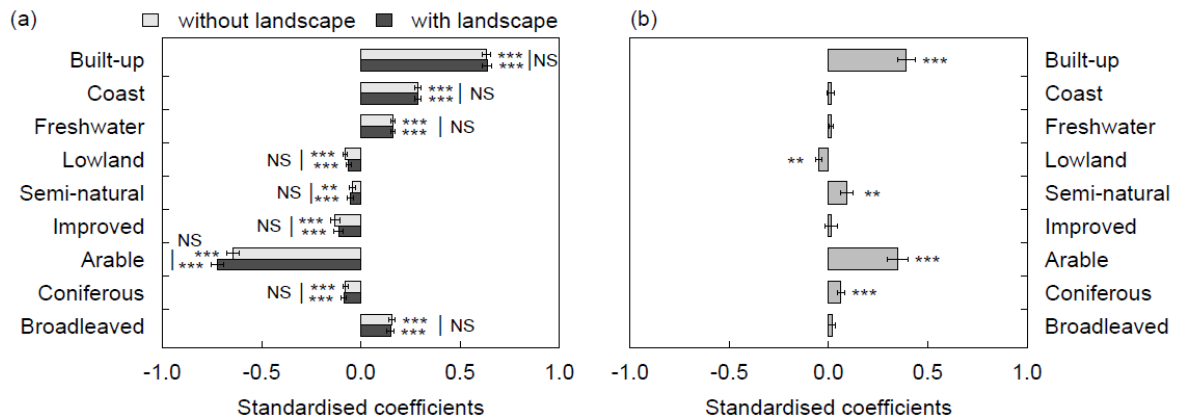 (a) without landscape with landscape (b)
Built-up *** NS *** *** Built-up
Coast *** NS *** Coast
Freshwater *** NS *** Freshwater
Lowland NS *** *** ** Lowland
Semi-natural NS ** *** ** Semi-natural
Improved NS *** *** Improved
NS
Arable *** *** *** Arable
Coniferous NS *** *** *** Coniferous
Broadleaved *** NS *** Broadleaved
-1.0 -0.5 0.0 0.5 1.0 -1.0 -0.5 0.0 0.5 1.0
Standardised coefficients Standardised coefficients